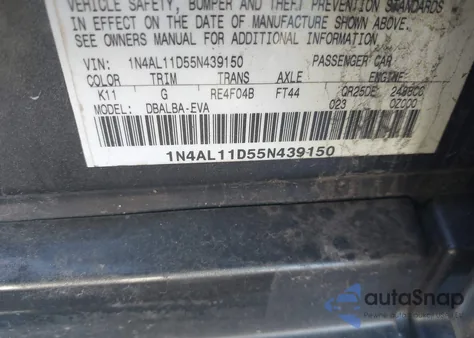 VEHICLE SAFETY, BUMPER AND THEFT PREVENTION STANDARDS
IN EFFECT ON THE DATE OF MANUFACTURE SHOWN ABOVE.
SEE OWNERS MANUAL FOR ADDITIONAL INFORMATION.
VIN: 1N4AL11D55N439150 PASSENGER CAR
COLOR TRIM TRANS AXLE ENGINE
K11 G RE4F04B FT44 QR25DE 2488CC
MODEL: DBALBA-EVA 023 0Z000
1N4AL11D55N439150
autoSnap